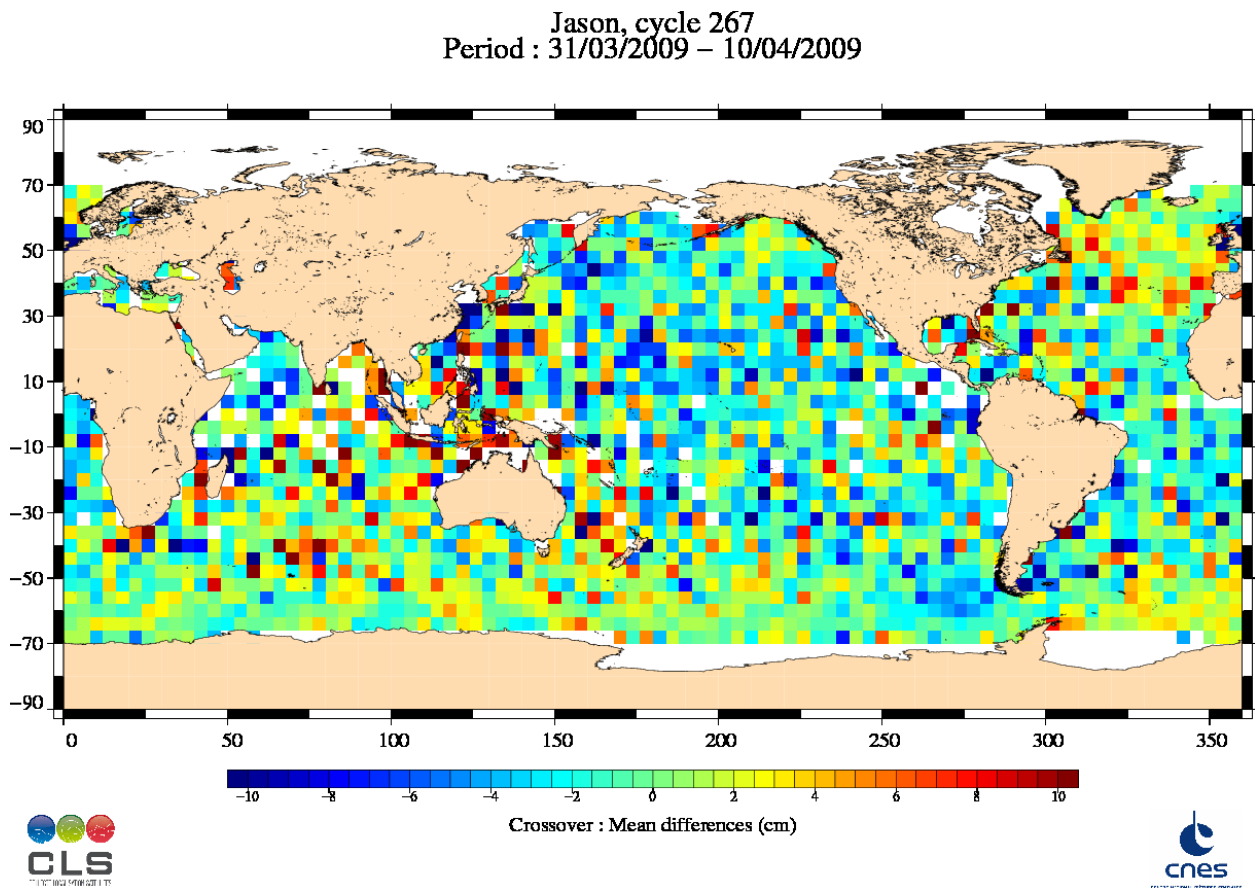 Jason, cycle 267
Period : 31/03/2009 − 10/04/2009
90
70
50
30
10
−10
−30
−50
−70
−90
0 50 100 150 200 250 300 350
−10 −8 −6 −4 −2 0 2 4 6 8 10
Crossover : Mean differences (cm)
CLS
cnes